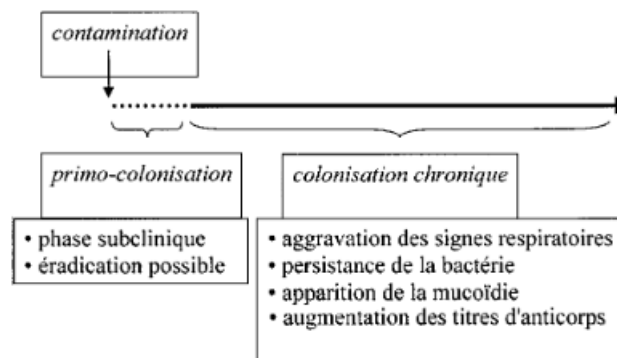 contamination
primo-colonisation
• phase subclinique
• éradication possible
colonisation chronique
• aggravation des signes respiratoires
• persistance de la bactérie
• apparition de la mucoïdie
• augmentation des titres d'anticorps